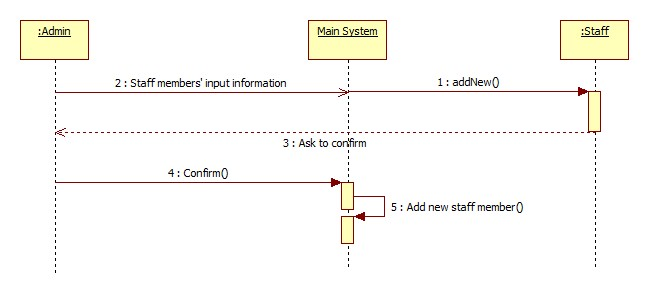 :Admin
Main System
:Staff
2 : Staff members' input information
1 : addNew()
3 : Ask to confirm
4 : Confirm()
5 : Add new staff member()